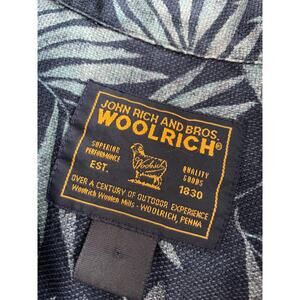 JOHN RICH AND BROS.
WOOLRICH®
SUPERIOR PERFORMANCE
Woolrich
QUALITY GOODS
EST. 1830
OVER A CENTURY OF OUTDOOR EXPERIENCE
Woolrich Woolen Mills - WOOLRICH, PENNA